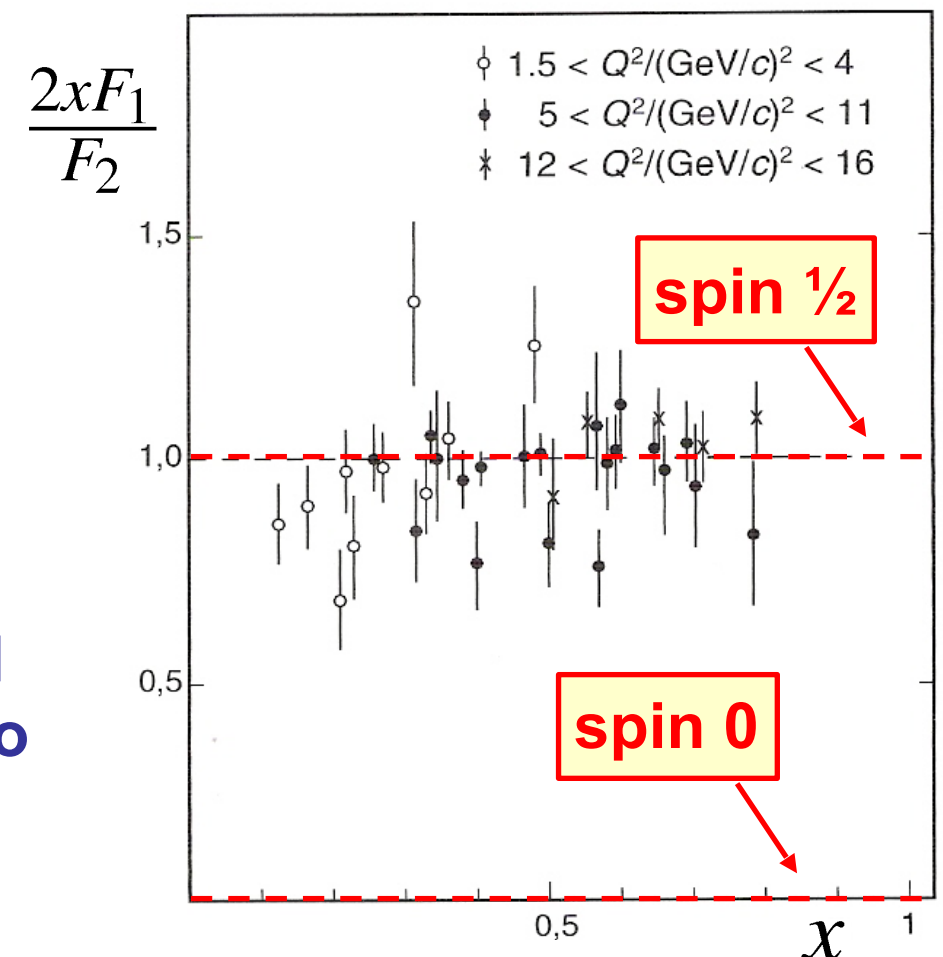 2xF₁
F₂
1.5 < Q²/(GeV/c)² < 4
5 < Q²/(GeV/c)² < 11
12 < Q²/(GeV/c)² < 16
1,5
spin ½
1,0
0,5
spin 0
0,5
x
1